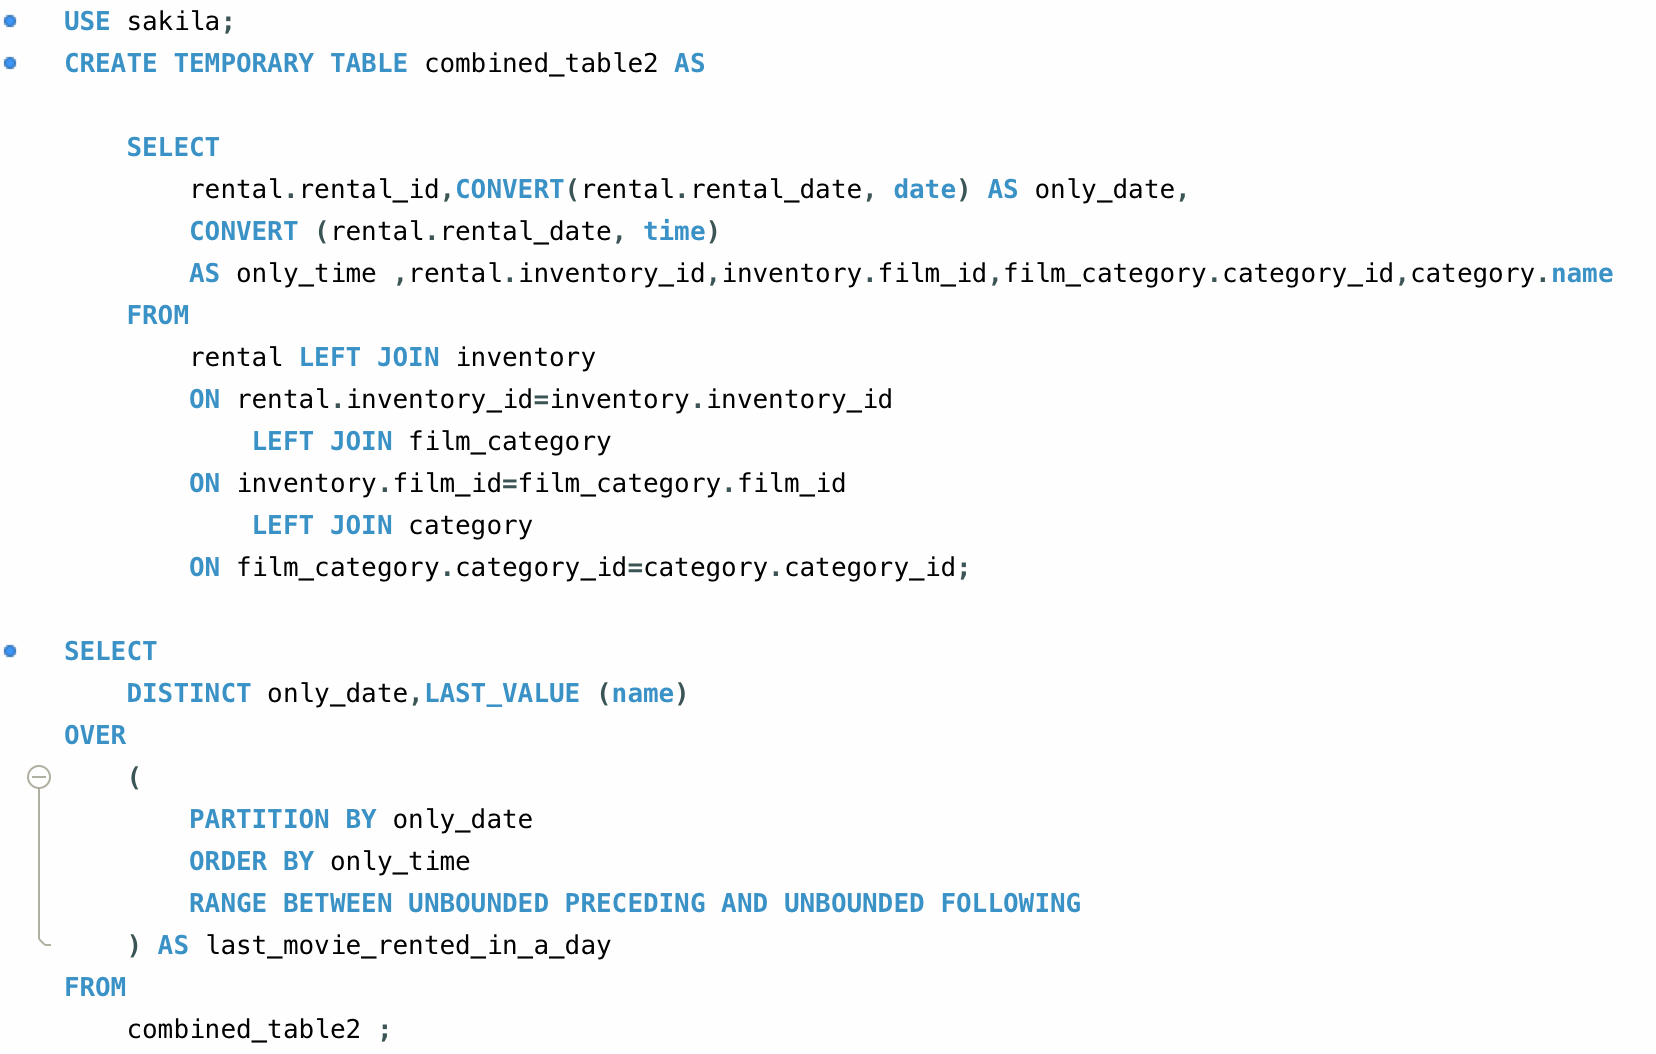 USE sakila;
CREATE TEMPORARY TABLE combined_table2 AS
SELECT
rental.rental_id,CONVERT(rental.rental_date, date) AS only_date,
CONVERT (rental.rental_date, time)
AS only_time ,rental.inventory_id,inventory.film_id,film_category.category_id,category.name
FROM
rental LEFT JOIN inventory
ON rental.inventory_id=inventory.inventory_id
LEFT JOIN film_category
ON inventory.film_id=film_category.film_id
LEFT JOIN category
ON film_category.category_id=category.category_id;
SELECT
DISTINCT only_date,LAST_VALUE (name)
OVER
(
PARTITION BY only_date
ORDER BY only_time
RANGE BETWEEN UNBOUNDED PRECEDING AND UNBOUNDED FOLLOWING
) AS last_movie_rented_in_a_day
FROM
combined_table2 ;